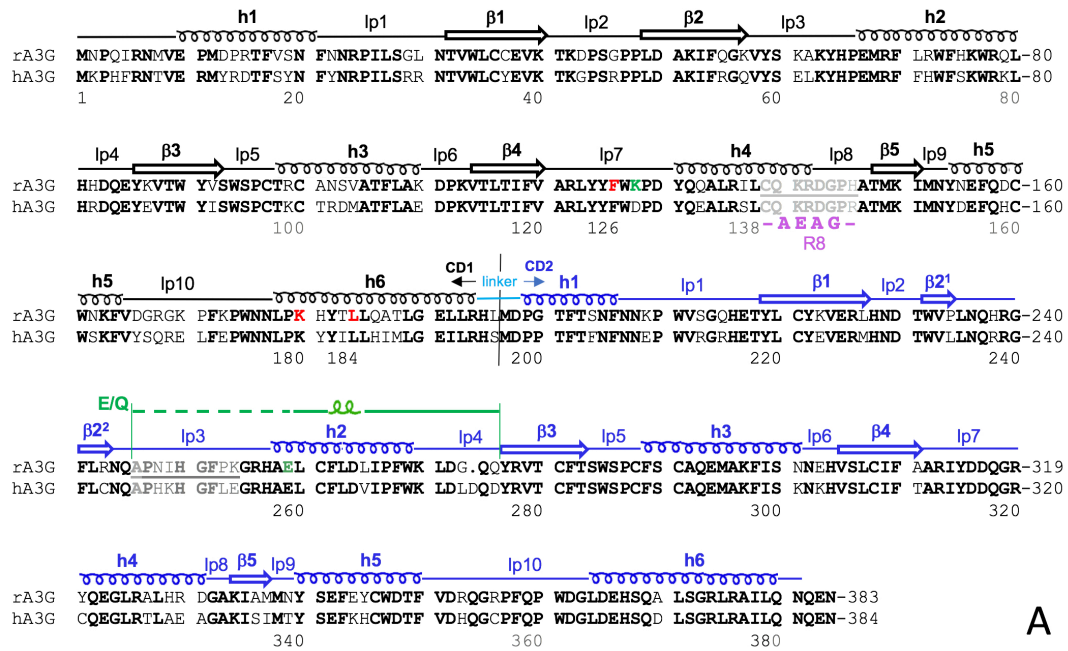 h1 lp1 β1 lp2 β2 lp3 h2
rA3G MNPQIRNMVE PMDPRTFVSN FNNRPILSGL NTVWLCCEVK TKDPSGPPLD AKIFQGKVYS KAKYHPEMRF LRWFHKWRQL-80
hA3G MKPHFRNTVE RMYRDTFSYN FYNRPILSRR NTVWLCYEVK TKGPSRPPLD AKIFRGQVYS ELKYHPEMRF FHWFSKWRKL-80
1 20 40 60 80
lp4 β3 lp5 h3 lp6 β4 lp7 h4 lp8 β5 lp9 h5
rA3G HHDQEYKVTW YVSWSPCTRC ANSVATFLAK DPKVTLTIFV ARLYYFWKPD YQQALRILCQ KRDGPHATMK IMNYNEFQDC-160
hA3G HRDQEYEVTW YISWSPCTKC TRDMATFLAE DPKVTLTIFV ARLYYFWDPD YQEALRSLCQ KRDGPRATMK IMNYDEFQHC-160
100 120 126 138 -AEAG- 160
R8
h5 lp10 h6 CD1 linker CD2 h1 lp1 β1 lp2 β2¹
rA3G WNKFVDGRGK PFKPWNNLPK HYTLLQATLG ELLRHLMDPG TFTSNFNNKP WVSGQHETYL CYKVERLHND TWVPLNQHRG-240
hA3G WSKFVYSQRE LFEPWNNLPK YYILLHIMLG EILRHSMDPP TFTFNFNNEP WVRGRHETYL CYEVERMHND TWVLLNQRRG-240
180 184 200 220 240
E/Q
β2² lp3 h2 lp4 β3 lp5 h3 lp6 β4 lp7
rA3G FLRNQAPNIH GFPKGRHAEL CFLDLIPFWK LDG.QQYRVT CFTSWSPCFS CAQEMAKFIS NNEHVSLCIF AARIYDDQGR-319
hA3G FLCNQAPHKH GFLEGRHAEL CFLDVIPFWK LDLDQDYRVT CFTSWSPCFS CAQEMAKFIS KNKHVSLCIF TARIYDDQGR-320
260 280 300 320
h4 lp8 β5 lp9 h5 lp10 h6
rA3G YQEGLRALHR DGAKIAMMNY SEFEYCWDTF VDRQGRPFQP WDGLDEHSQA LSGRLRAILQ NQEN-383
hA3G CQEGLRTLAE AGAKISIMTY SEFKHCWDTF VDHQGCPFQP WDGLDEHSQD LSGRLRAILQ NQEN-384
340 360 380
A